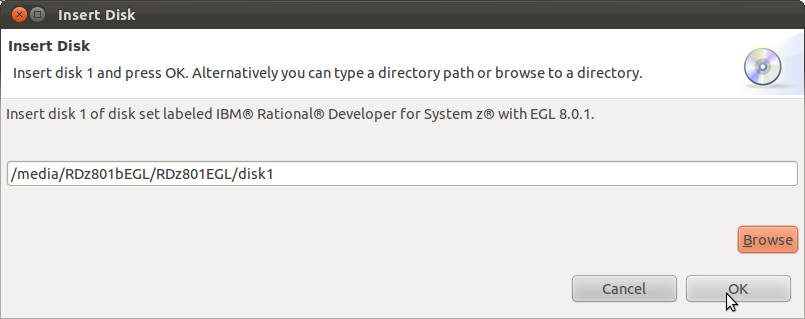 Insert Disk
Insert Disk
Insert disk 1 and press OK. Alternatively you can type a directory path or browse to a directory.
Insert disk 1 of disk set labeled IBM® Rational® Developer for System z® with EGL 8.0.1.
/media/RDz801bEGL/RDz801EGL/disk1
Browse
Cancel
OK